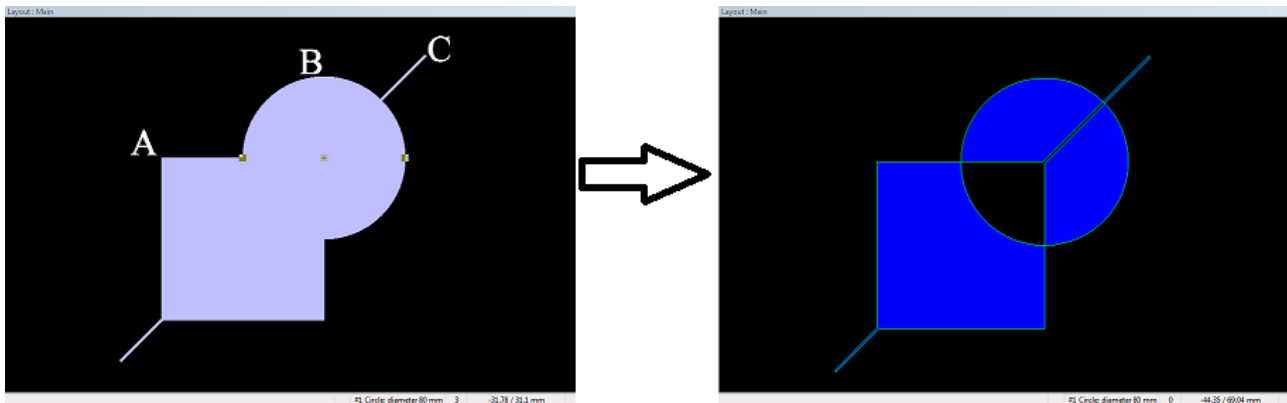 Layout : Main
B
C
A
#1 Circle: diameter 80 mm 3 -31.78 / 31.1 mm
Layout : Main
#1 Circle: diameter 80 mm 0 -44.35 / 69.04 mm